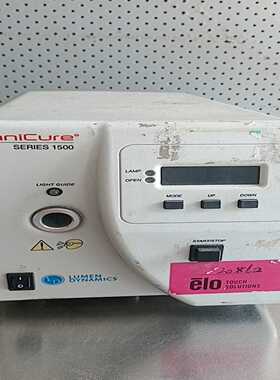 niCure®
SERIES 1500
LIGHT GUIDE
LAMP
OPEN
MODE
UP
DOWN
START/STOP
LUMEN
DYNAMICS
elo TOUCH
SOLUTIONS